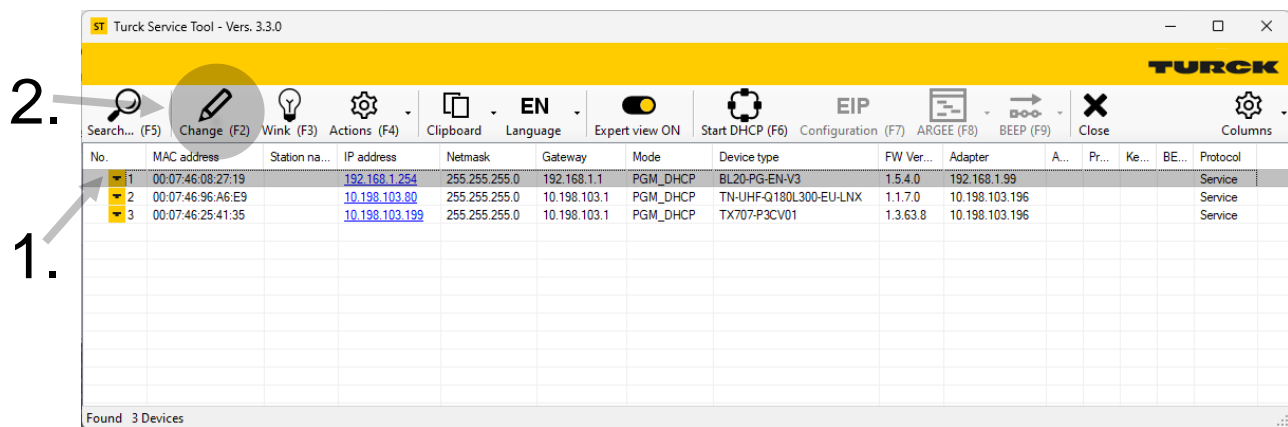 ST Turck Service Tool - Vers. 3.3.0
TURCK
2.
Search... (F5) Change (F2) Wink (F3) Actions (F4) Clipboard EN Language Expert view ON Start DHCP (F6) EIP Configuration (F7) ARGEE (F8) BEEP (F9) Close Columns
No. MAC address Station na... IP address Netmask Gateway Mode Device type FW Ver... Adapter A... Pr... Ke... BE... Protocol
1 00:07:46:08:27:19 192.168.1.254 255.255.255.0 192.168.1.1 PGM_DHCP BL20-PG-EN-V3 1.5.4.0 192.168.1.99 Service
2 00:07:46:96:A6:E9 10.198.103.80 255.255.255.0 10.198.103.1 PGM_DHCP TN-UHF-Q180L300-EU-LNX 1.1.7.0 10.198.103.196 Service
3 00:07:46:25:41:35 10.198.103.199 255.255.255.0 10.198.103.1 PGM_DHCP TX707-P3CV01 1.3.63.8 10.198.103.196 Service
1.
Found 3 Devices